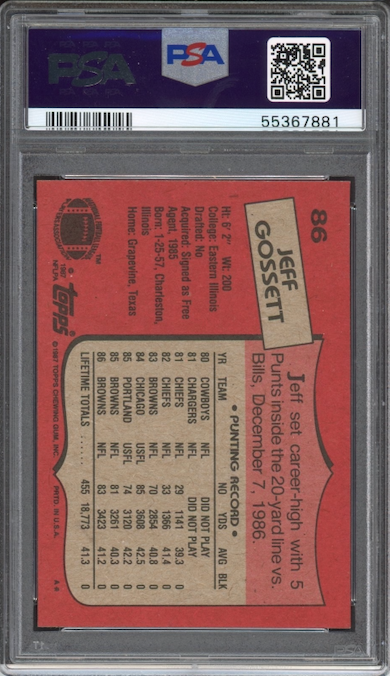 PSA
PSA
55367881
86
JEFF
GOSSETT
Ht: 6' 2" Wt: 200
College: Eastern Illinois
Drafted: No
Acquired: Signed as Free
Agent, 1985
Born: 1-25-57, Charleston,
Illinois
Home: Grapevine, Texas
Jeff set career-high with 5
Punts inside the 20-yard line vs.
Bills, December 7, 1986.
• PUNTING RECORD •
YR TEAM NO YDS AVG BLK
80 COWBOYS NFL DID NOT PLAY
81 CHARGERS NFL DID NOT PLAY
81 CHIEFS NFL 29 1141 39.3 0
82 CHIEFS NFL 33 1366 41.4 0
83 BROWNS NFL 70 2854 40.8 0
84 CHICAGO USFL 85 3608 42.5 0
85 PORTLAND USFL 74 3120 42.2 0
85 BROWNS NFL 81 3261 40.3 0
86 BROWNS NFL 83 3423 41.2 0
LIFETIME TOTALS ..... 455 18,773 41.3 0
TM
© 1987
NFLPA
topps
© 1987 TOPPS CHEWING GUM, INC. PRTD. IN U.S.A.